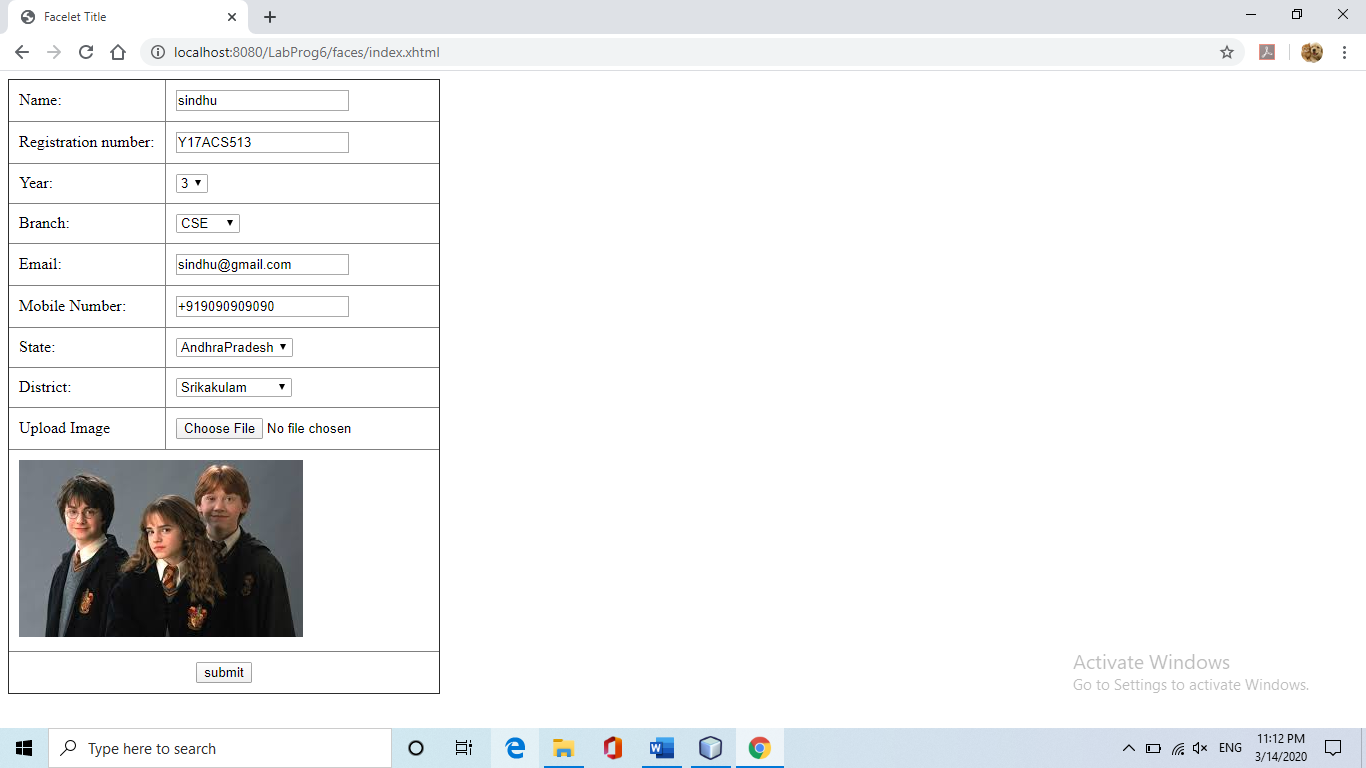 Facelet Title
localhost:8080/LabProg6/faces/index.xhtml
Name: sindhu
Registration number: Y17ACS513
Year: 3
Branch: CSE
Email: sindhu@gmail.com
Mobile Number: +919090909090
State: AndhraPradesh
District: Srikakulam
Upload Image Choose File No file chosen
submit
Activate Windows
Go to Settings to activate Windows.
Type here to search
W
ENG
11:12 PM
3/14/2020